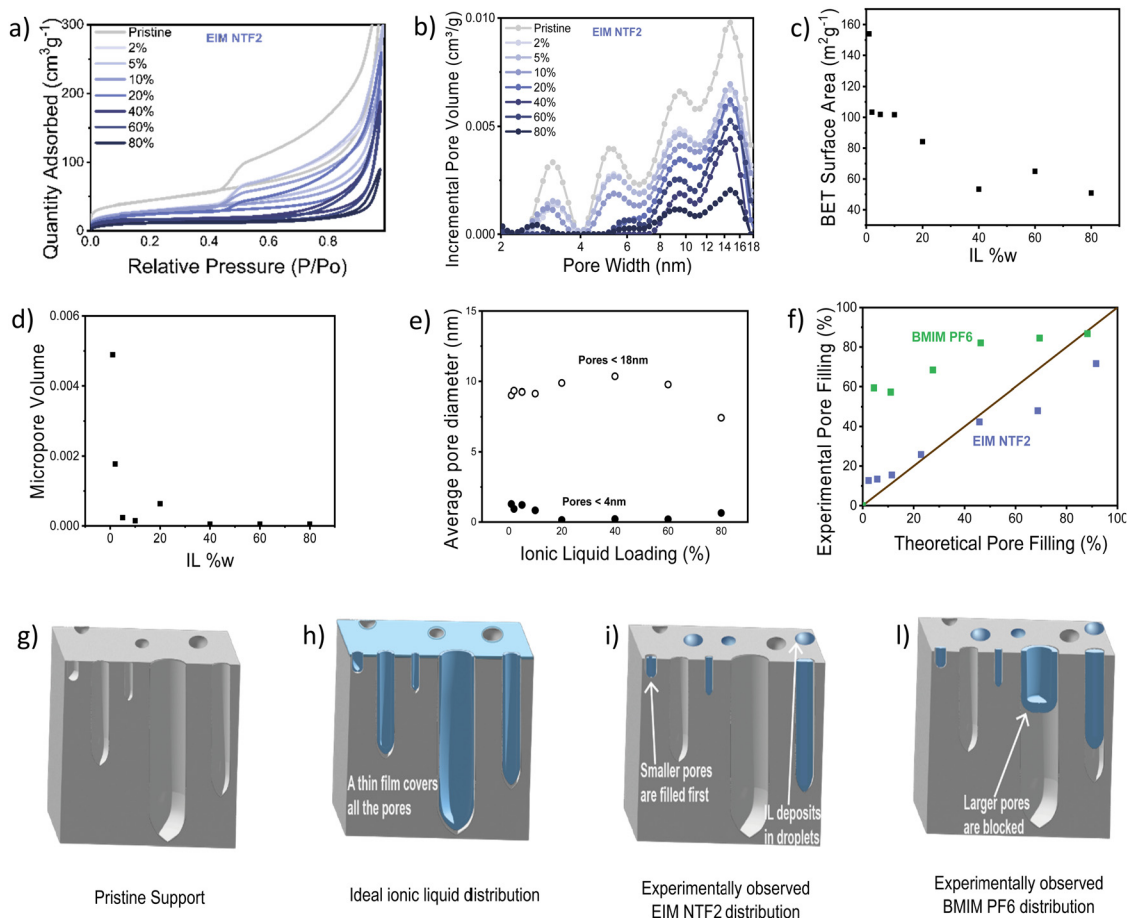 a)
300
200
100
0
Quantity Adsorbed (cm3g-1)
EIM NTF2
Pristine
2%
5%
10%
20%
40%
60%
80%
0.0 0.2 0.4 0.6 0.8
Relative Pressure (P/Po)
b)
0.010
0.005
0.000
Incremental Pore Volume (cm3/g)
EIM NTF2
Pristine
2%
5%
10%
20%
40%
60%
80%
2 4 6 8 10 12 14 16 18
Pore Width (nm)
c)
160
140
120
100
80
60
40
BET Surface Area (m2g-1)
0 20 40 60 80
IL %w
d)
0.006
0.004
0.002
0.000
Micropore Volume
0 20 40 60 80
IL %w
e)
15
10
5
0
Average pore diameter (nm)
Pores < 18nm
Pores < 4nm
0 10 20 30 40 50 60 70 80
Ionic Liquid Loading (%)
f)
100
80
60
40
20
0
Experimental Pore Filling (%)
BMIM PF6
EIM NTF2
20 40 60 80 100
Theoretical Pore Filling (%)
g)
Pristine Support
h)
A thin film covers
all the pores
Ideal ionic liquid distribution
i)
Smaller pores
are filled first
IL deposits
in droplets
Experimentally observed
EIM NTF2 distribution
l)
Larger pores
are blocked
Experimentally observed
BMIM PF6 distribution